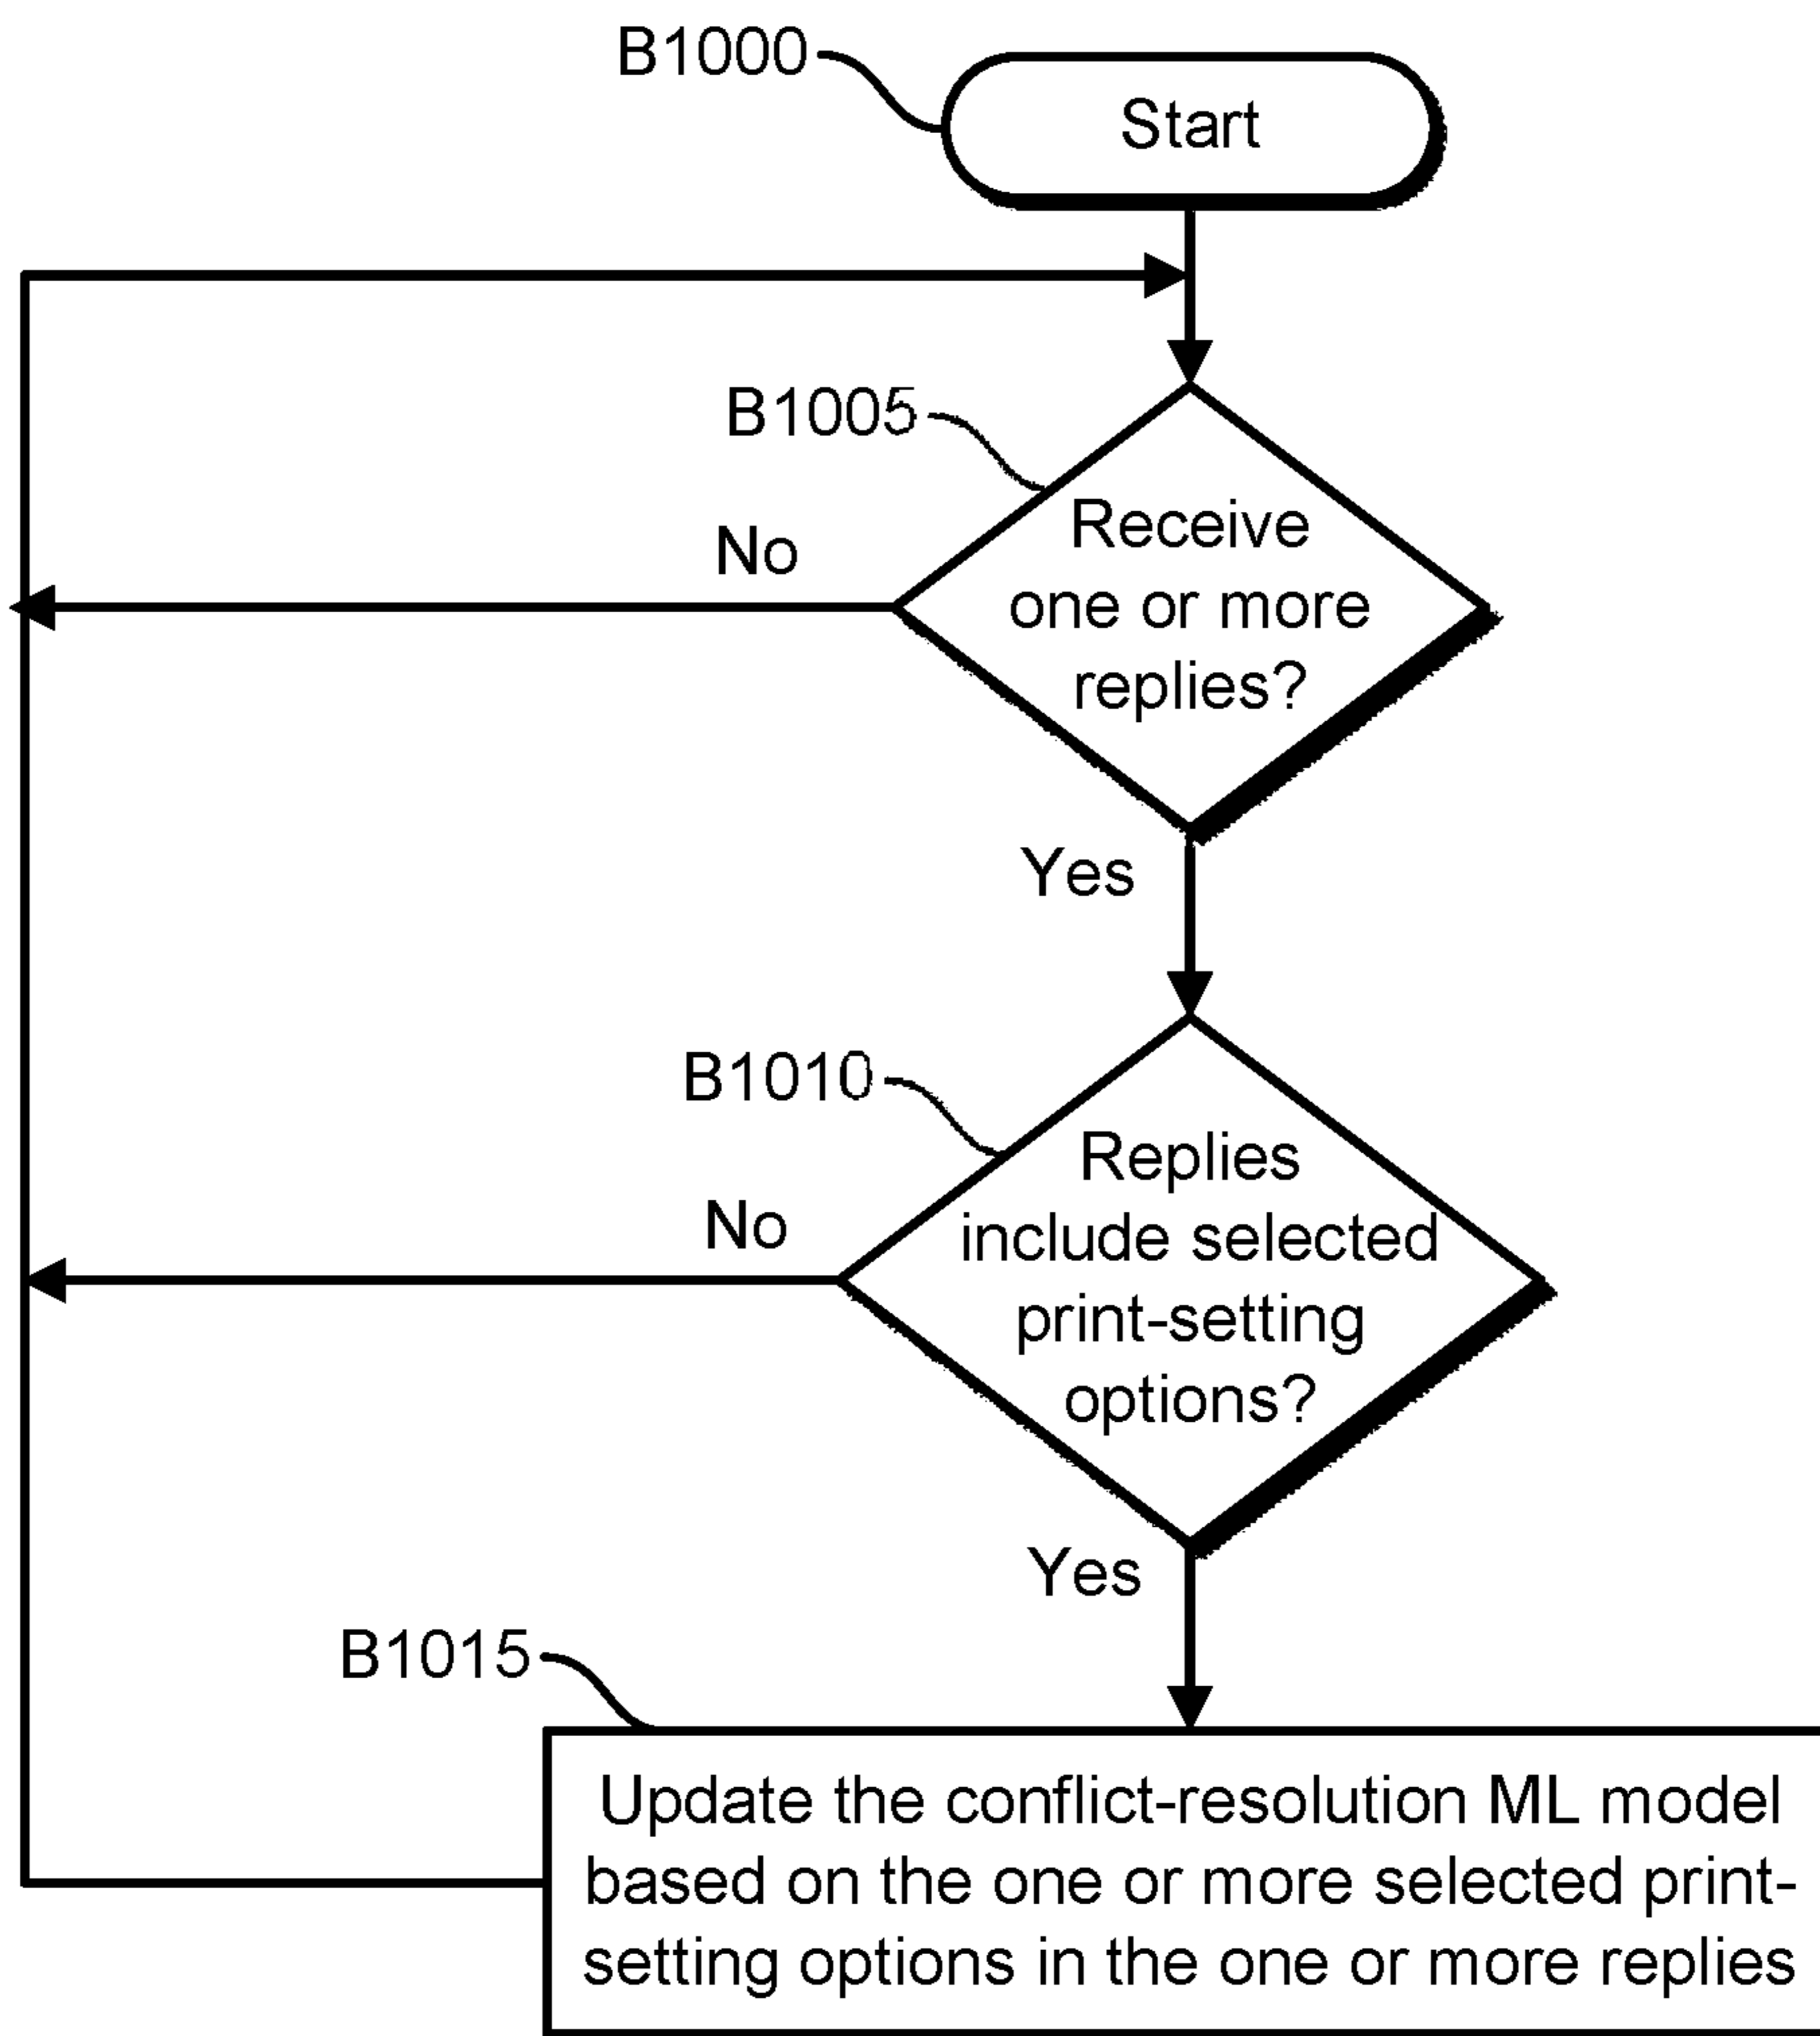 B1000
Start
B1005
Receive
one or more
replies?
No
Yes
B1010
Replies
include selected
print-setting
options?
No
Yes
B1015
Update the conflict-resolution ML model
based on the one or more selected print-
setting options in the one or more replies